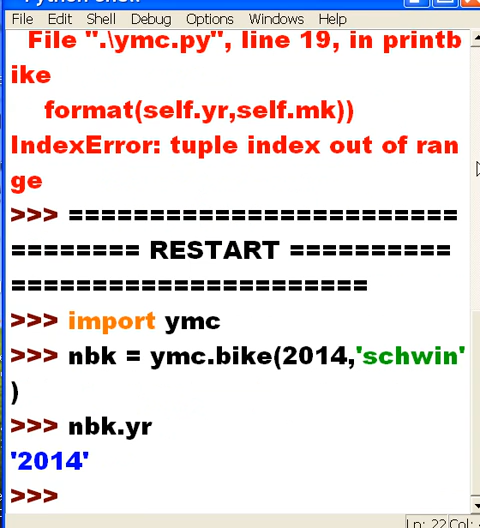 File Edit Shell Debug Options Windows Help
File ".\ymc.py", line 19, in printb
ike
format(self.yr,self.mk))
IndexError: tuple index out of ran
ge
>>> ========================
======== RESTART ==========
======================
>>> import ymc
>>> nbk = ymc.bike(2014,'schwin'
)
>>> nbk.yr
'2014'
>>>
Ln: 22 Col: